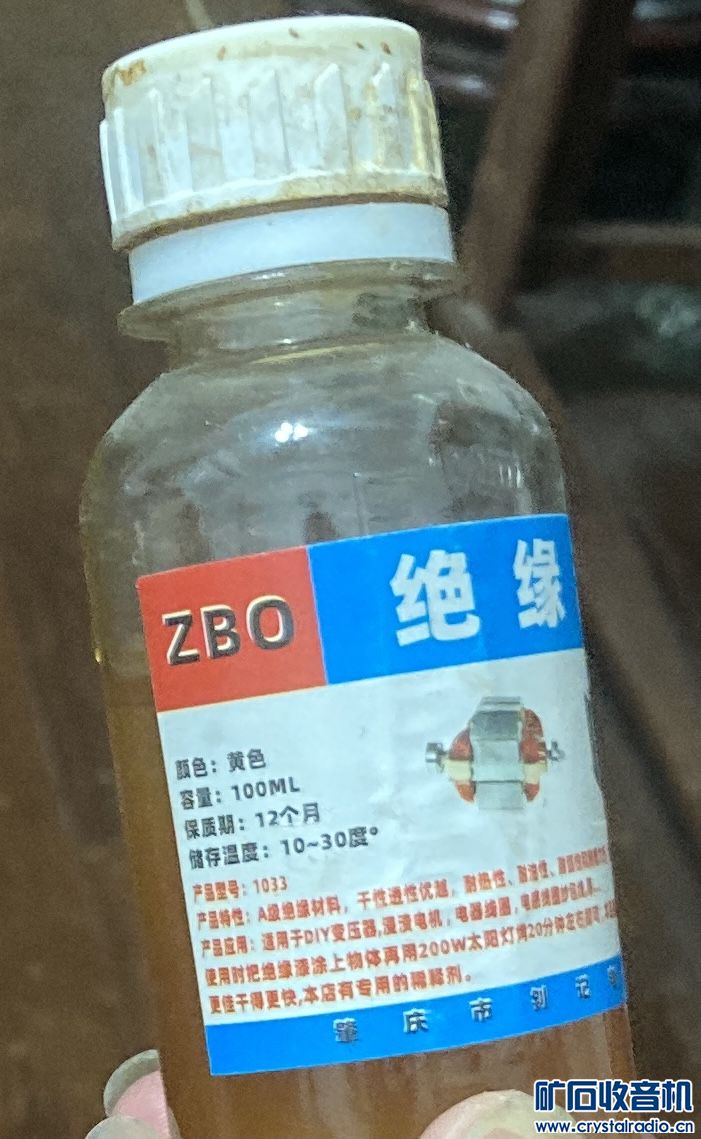 ZBO
绝缘
颜色：黄色
容量：100ML
保质期：12个月
储存温度：10~30度°
产品型号：1033
产品特性：A级绝缘材料，干性透性优越，耐热性、耐油性、
产品应用：适用于DIY变压器,浸渍电机，电器线圈，
使用时把绝缘漆涂上物体再用200W太阳灯烤20分钟左右
更佳干得更快,本店有专用的稀释剂。
肇庆市
矿石收音机
www.crystalradio.cn